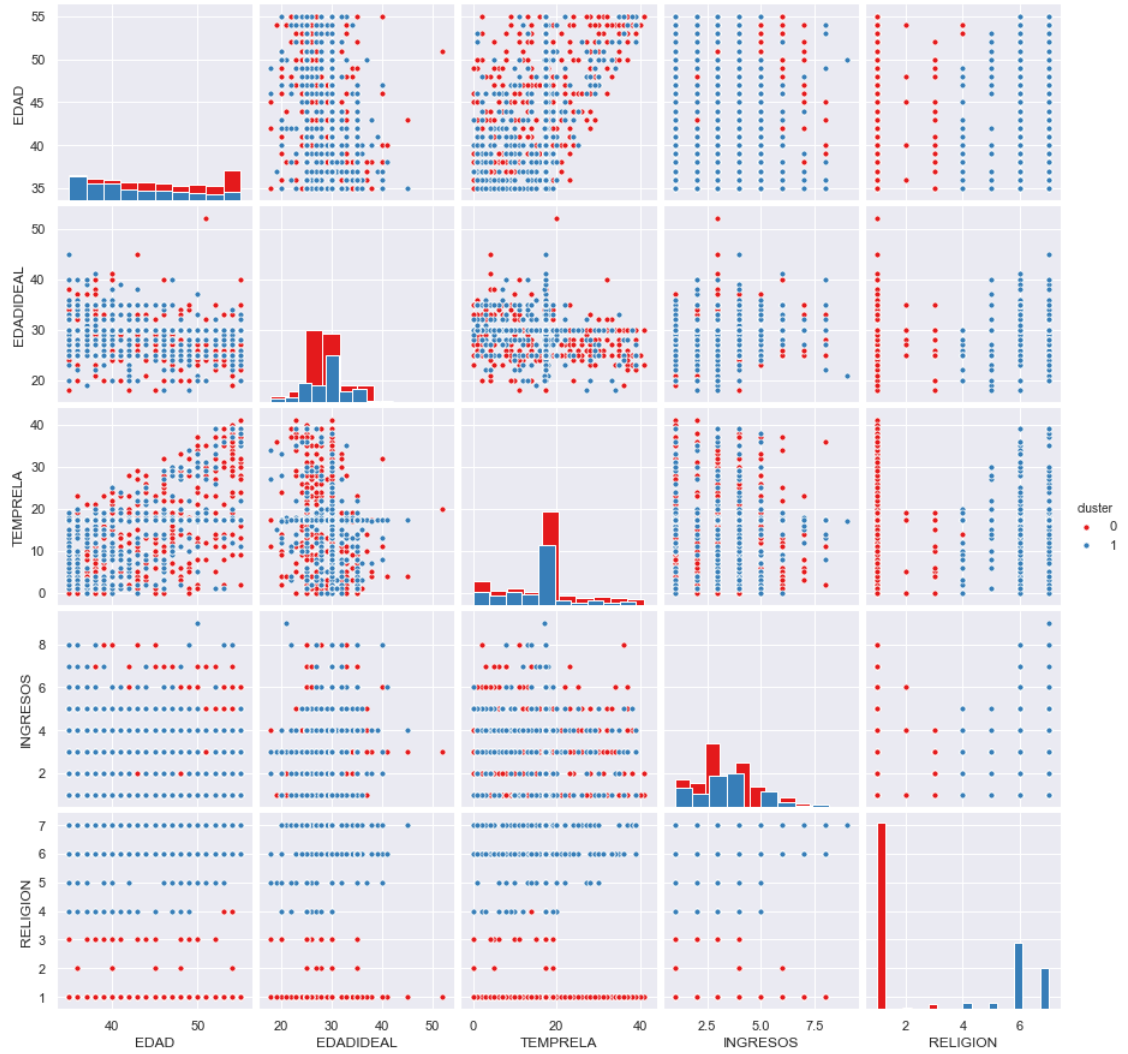 55
50
45
40
35
EDAD
50
40
30
20
EDADIDEAL
40
30
20
10
0
TEMPRELA
cluster
0
1
8
6
4
2
INGRESOS
7
6
5
4
3
2
1
RELIGION
40 50
EDAD
20 30 40 50
EDADIDEAL
0 20 40
TEMPRELA
2.5 5.0 7.5
INGRESOS
2 4 6
RELIGION